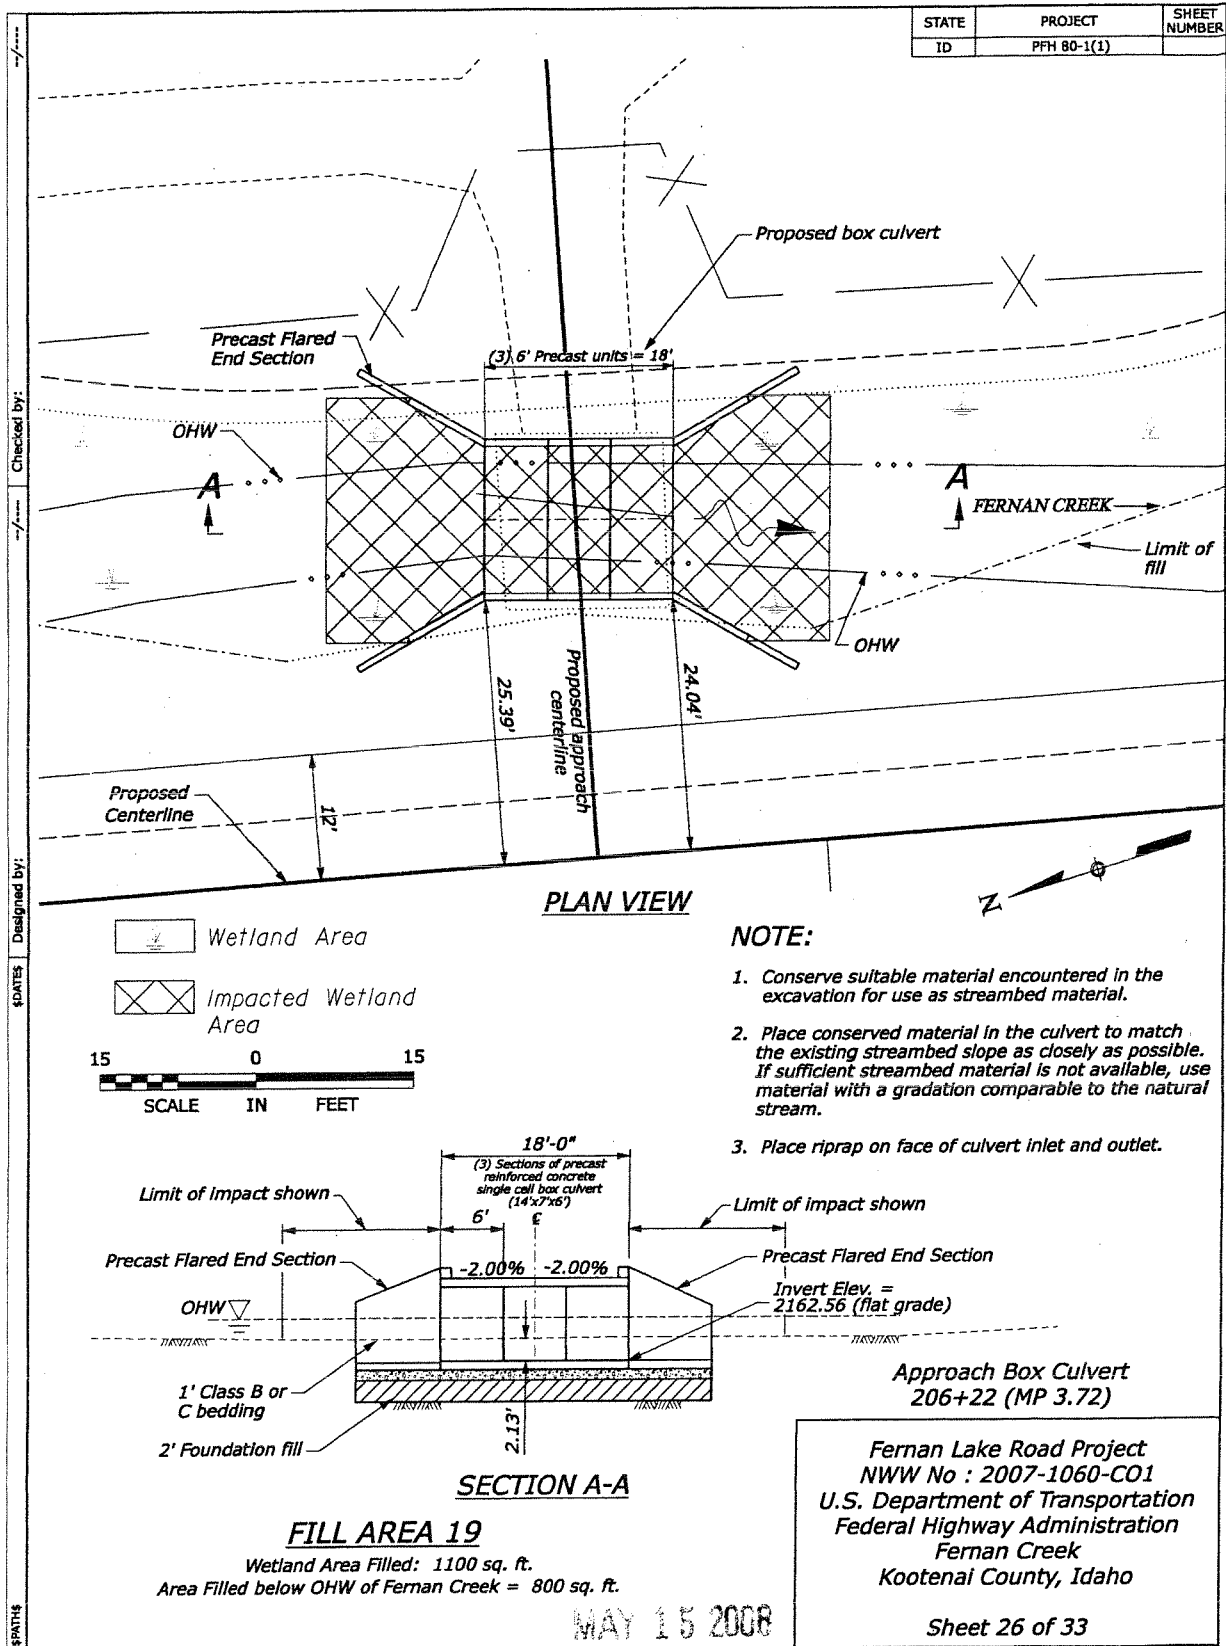 STATE PROJECT SHEET NUMBER
ID PFH 80-1(1)
Checked by:
Designed by:
$DATE$
$PATH$
Proposed box culvert
Precast Flared
End Section
(3) 6' Precast units = 18'
OHW
A
A
FERNAN CREEK
Limit of
fill
OHW
25.39'
Proposed approach
centerline
24.04'
12'
Proposed
Centerline
PLAN VIEW
N
Wetland Area
Impacted Wetland
Area
15 0 15
SCALE IN FEET
NOTE:
1. Conserve suitable material encountered in the
excavation for use as streambed material.
2. Place conserved material in the culvert to match
the existing streambed slope as closely as possible.
If sufficient streambed material is not available, use
material with a gradation comparable to the natural
stream.
3. Place riprap on face of culvert inlet and outlet.
18'-0"
(3) Sections of precast
reinforced concrete
single cell box culvert
(14'x7'x6')
Limit of impact shown
Limit of impact shown
6'
Precast Flared End Section
Precast Flared End Section
-2.00% -2.00%
Invert Elev. =
2162.56 (flat grade)
OHW
1' Class B or
C bedding
2' Foundation fill
2.13'
SECTION A-A
Approach Box Culvert
206+22 (MP 3.72)
FILL AREA 19
Wetland Area Filled: 1100 sq. ft.
Area Filled below OHW of Fernan Creek = 800 sq. ft.
MAY 15 2008
Fernan Lake Road Project
NWW No : 2007-1060-CO1
U.S. Department of Transportation
Federal Highway Administration
Fernan Creek
Kootenai County, Idaho
Sheet 26 of 33